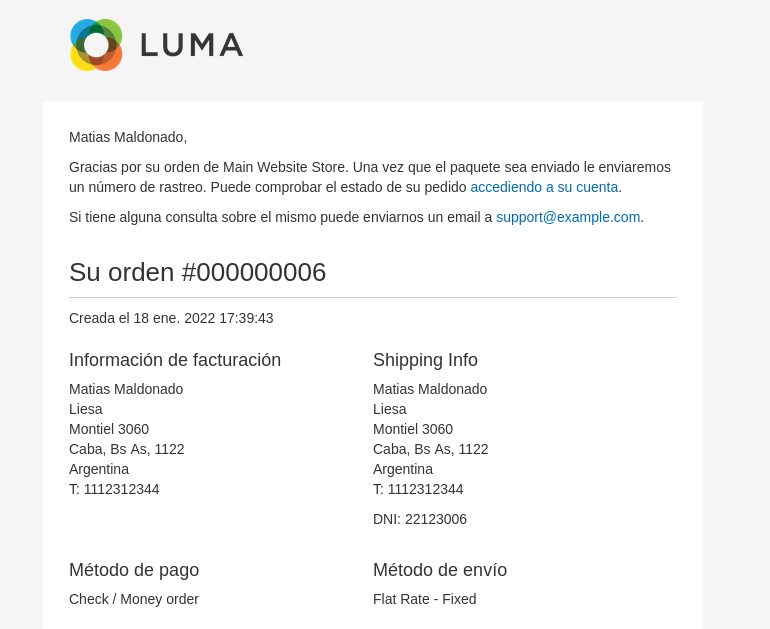 LUMA
Matias Maldonado,
Gracias por su orden de Main Website Store. Una vez que el paquete sea enviado le enviaremos
un número de rastreo. Puede comprobar el estado de su pedido accediendo a su cuenta.
Si tiene alguna consulta sobre el mismo puede enviarnos un email a support@example.com.
Su orden #000000006
Creada el 18 ene. 2022 17:39:43
Información de facturación
Matias Maldonado
Liesa
Montiel 3060
Caba, Bs As, 1122
Argentina
T: 1112312344
Shipping Info
Matias Maldonado
Liesa
Montiel 3060
Caba, Bs As, 1122
Argentina
T: 1112312344
DNI: 22123006
Método de pago
Check / Money order
Método de envío
Flat Rate - Fixed